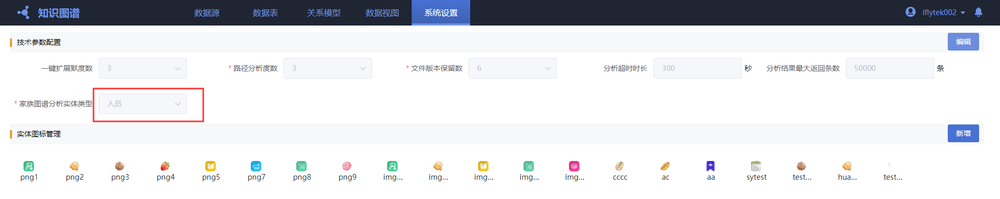 知识图谱 数据源 数据表 关系模型 数据视图 系统设置 iflytek002
技术参数配置 编辑
一键扩展默度数 3 * 路径分析度数 3 * 文件版本保留数 6 分析超时时长 300 秒 分析结果最大返回条数 50000 条
* 家族图谱分析实体类型 人员
实体图标管理 新增
png1 png2 png3 png4 png5 png7 png8 png9 img... img... img... img... img... cccc ac aa sytest test... hua... test...